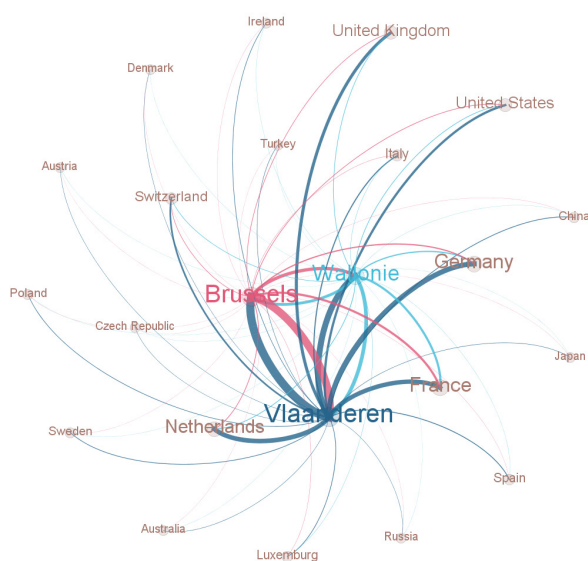 Ireland
United Kingdom
Denmark
United States
Turkey
Italy
Austria
Switzerland
China
Germany
Wallonie
Brussels
Poland
Czech Republic
Japan
France
Vlaanderen
Netherlands
Sweden
Spain
Australia
Russia
Luxemburg